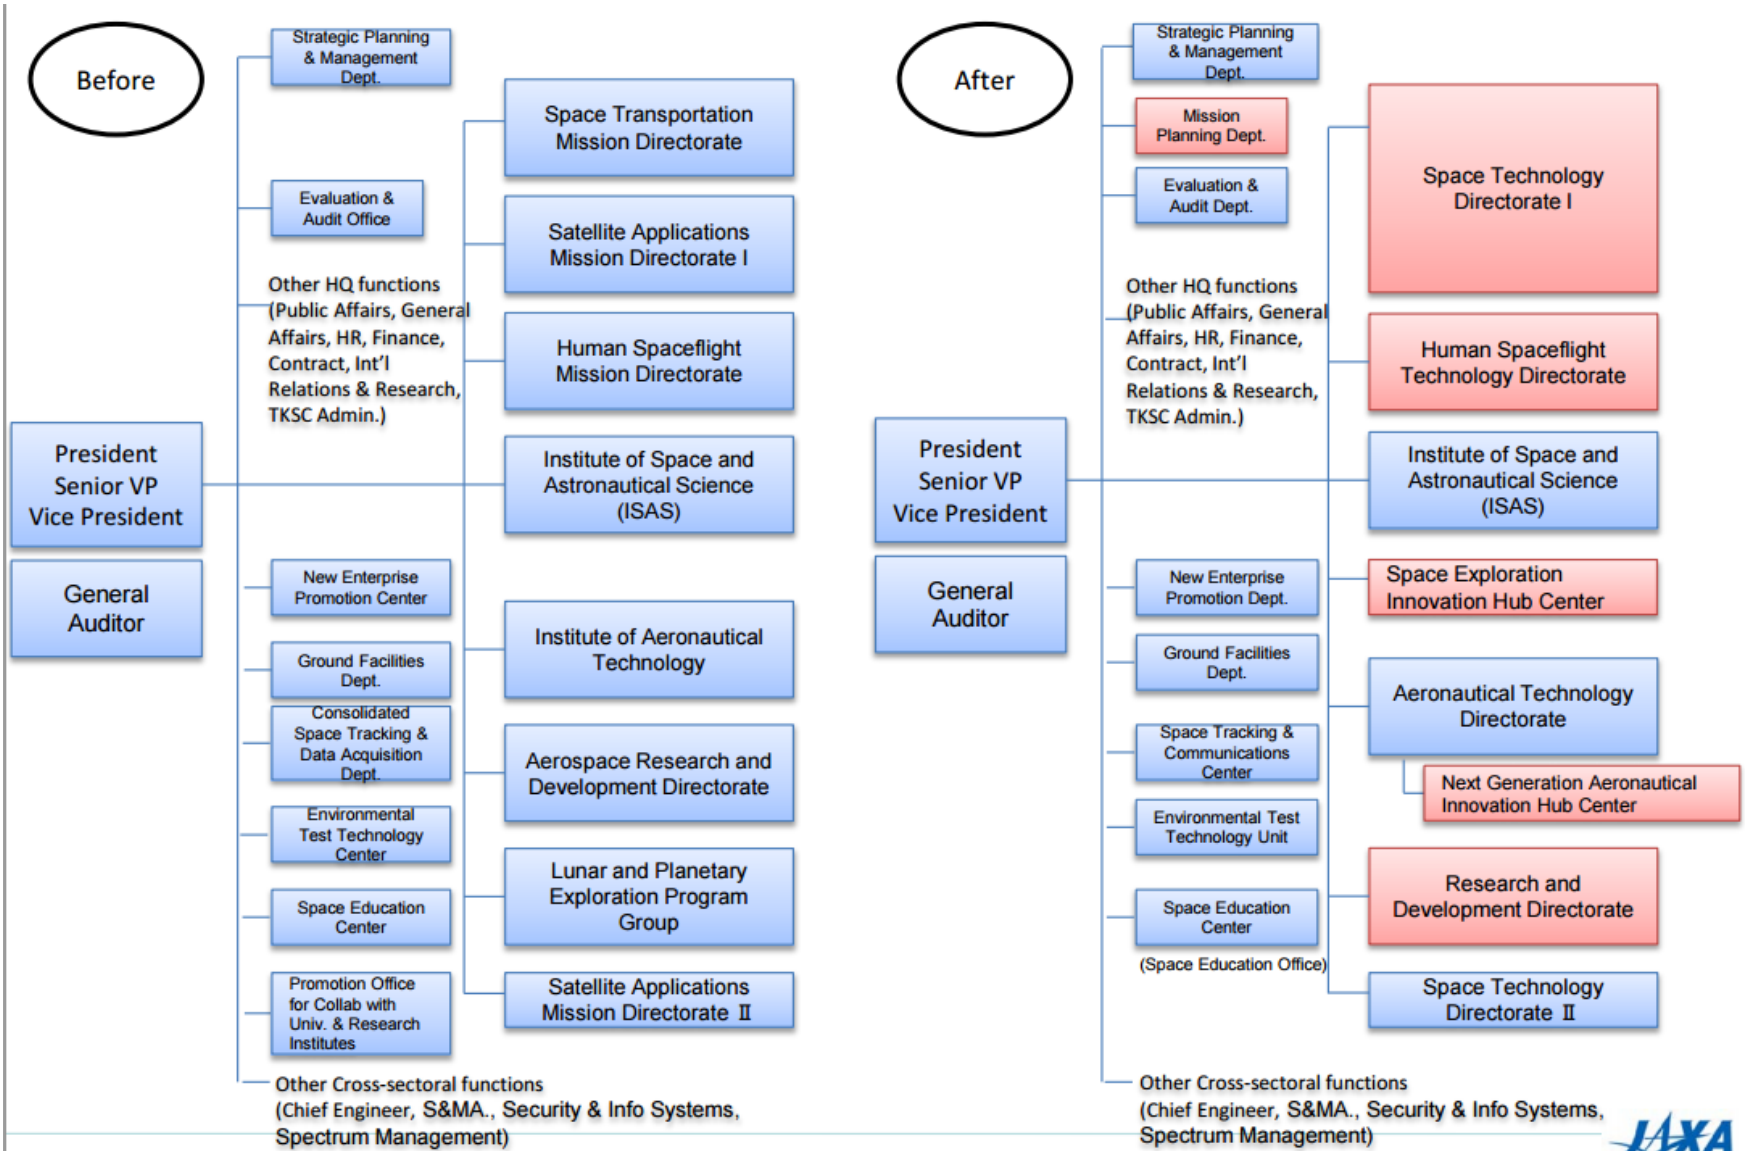 Before
Strategic Planning
& Management
Dept.
Evaluation &
Audit Office
Other HQ functions
(Public Affairs, General
Affairs, HR, Finance,
Contract, Int’l
Relations & Research,
TKSC Admin.)
President
Senior VP
Vice President
General
Auditor
New Enterprise
Promotion Center
Ground Facilities
Dept.
Consolidated
Space Tracking &
Data Acquisition
Dept.
Environmental
Test Technology
Center
Space Education
Center
Promotion Office
for Collab with
Univ. & Research
Institutes
Other Cross-sectoral functions
(Chief Engineer, S&MA., Security & Info Systems,
Spectrum Management)
Space Transportation
Mission Directorate
Satellite Applications
Mission Directorate I
Human Spaceflight
Mission Directorate
Institute of Space and
Astronautical Science
(ISAS)
Institute of Aeronautical
Technology
Aerospace Research and
Development Directorate
Lunar and Planetary
Exploration Program
Group
Satellite Applications
Mission Directorate Ⅱ
After
Strategic Planning
& Management
Dept.
Mission
Planning Dept.
Evaluation &
Audit Dept.
Other HQ functions
(Public Affairs, General
Affairs, HR, Finance,
Contract, Int’l
Relations & Research,
TKSC Admin.)
President
Senior VP
Vice President
General
Auditor
New Enterprise
Promotion Dept.
Ground Facilities
Dept.
Space Tracking &
Communications
Center
Environmental Test
Technology Unit
Space Education
Center
(Space Education Office)
Other Cross-sectoral functions
(Chief Engineer, S&MA., Security & Info Systems,
Spectrum Management)
Space Technology
Directorate I
Human Spaceflight
Technology Directorate
Institute of Space and
Astronautical Science
(ISAS)
Space Exploration
Innovation Hub Center
Aeronautical Technology
Directorate
Next Generation Aeronautical
Innovation Hub Center
Research and
Development Directorate
Space Technology
Directorate Ⅱ
JAXA